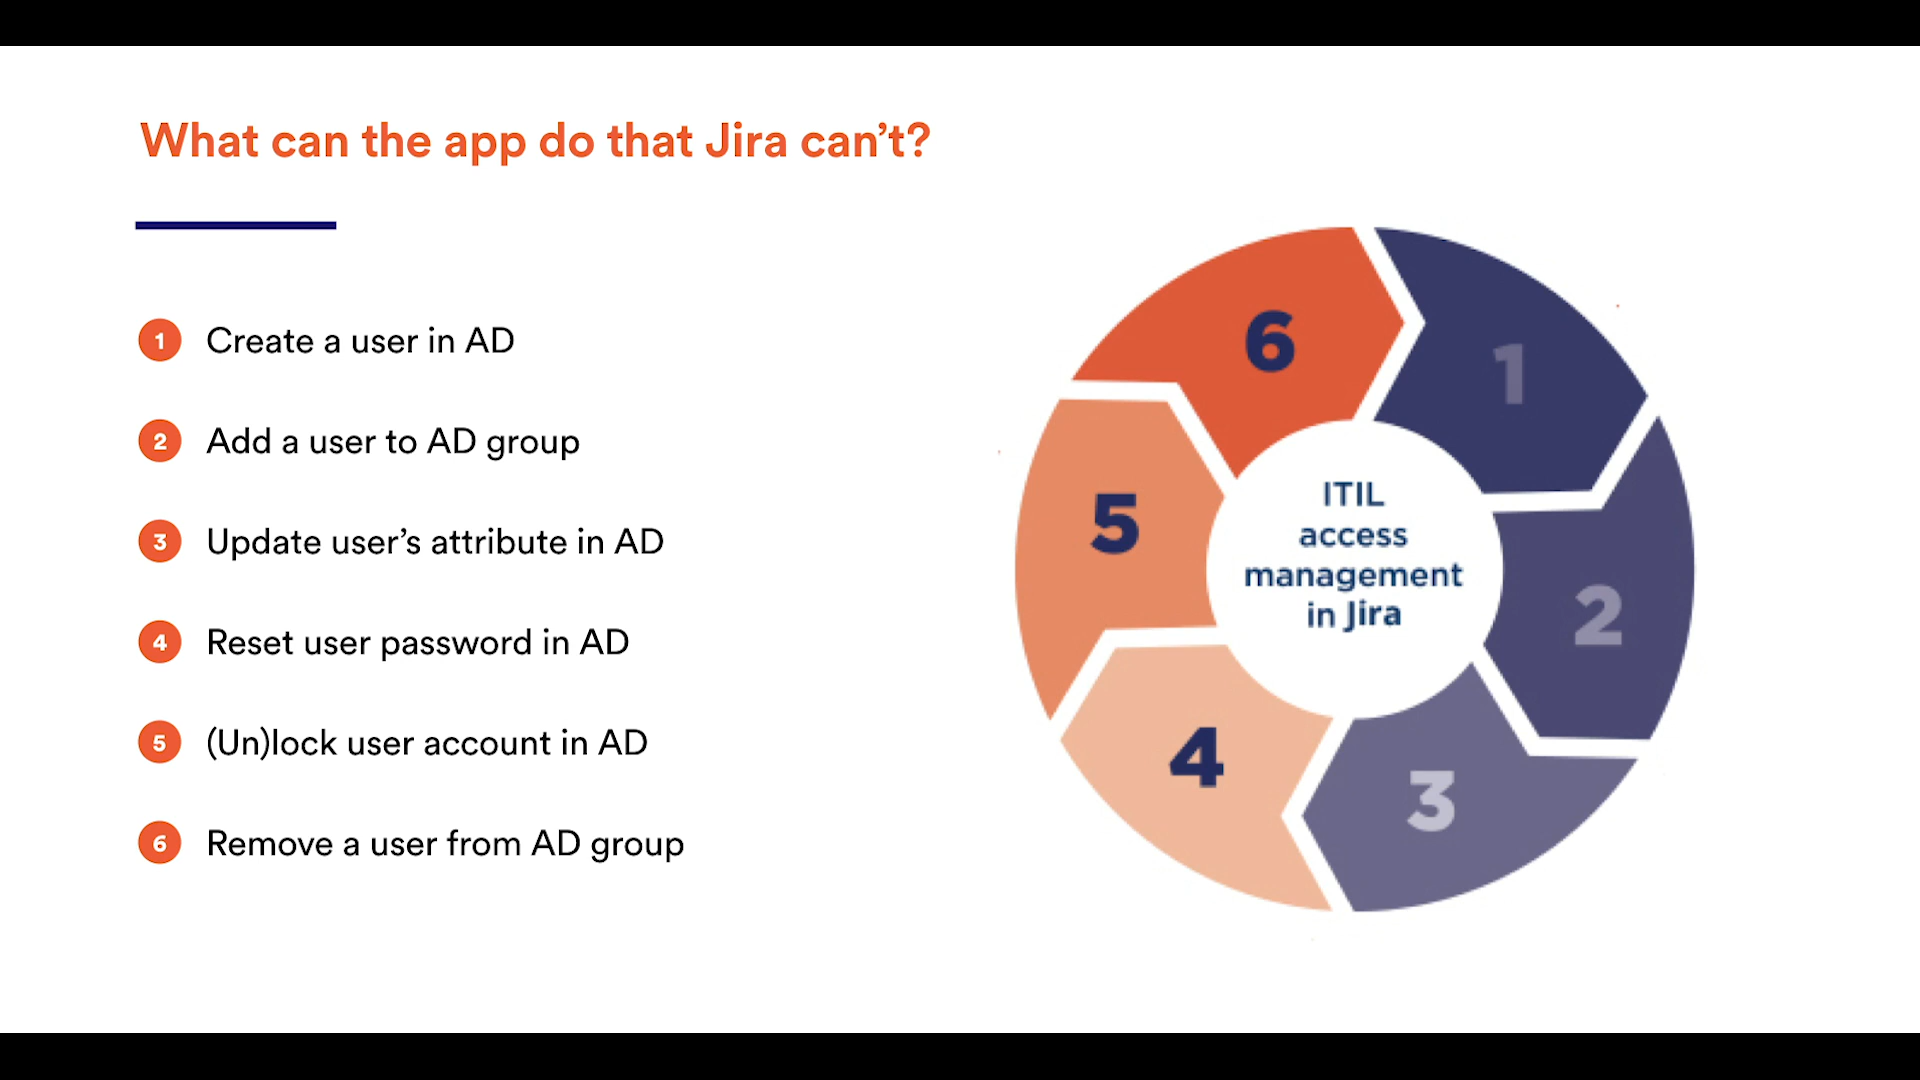 What can the app do that Jira can’t?
1 Create a user in AD
2 Add a user to AD group
3 Update user’s attribute in AD
4 Reset user password in AD
5 (Un)lock user account in AD
6 Remove a user from AD group
6
1
5
2
4
3
ITIL
access
management
in Jira